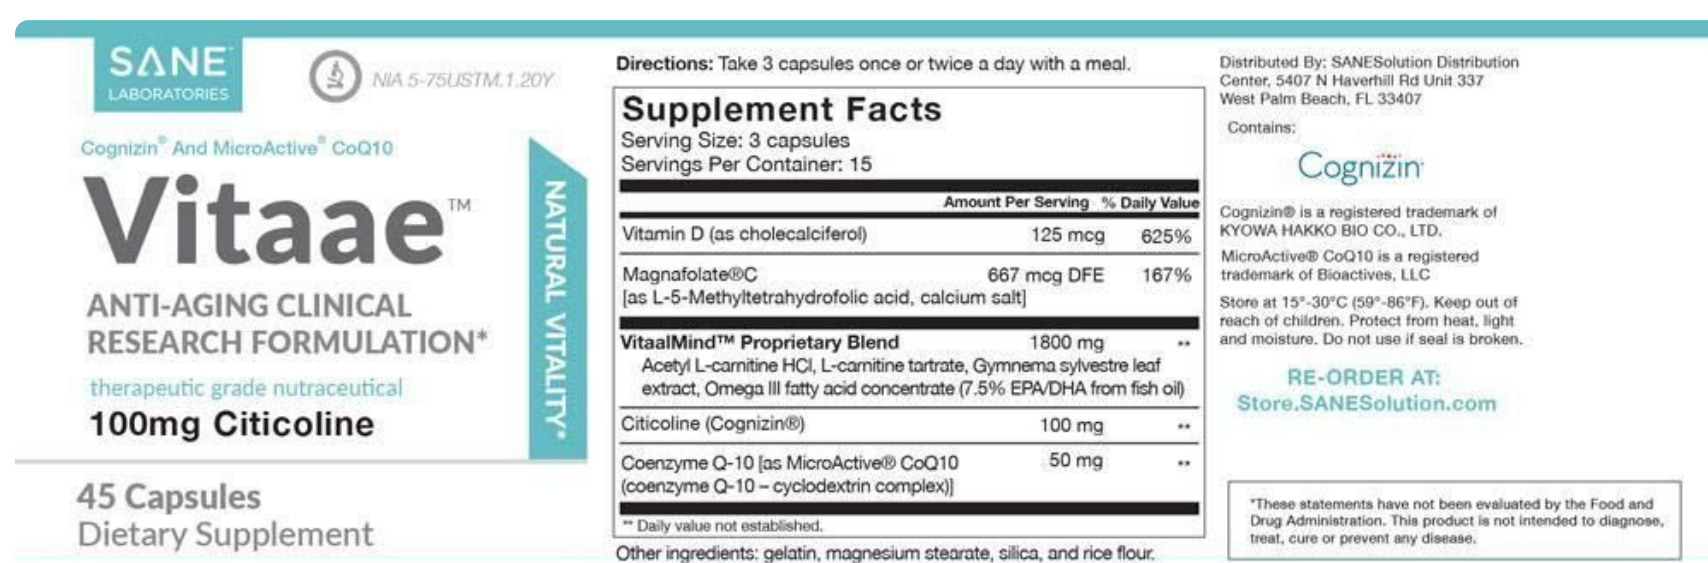 SANE™
LABORATORIES
NIA 5-75USTM.1.20Y
Cognizin® And MicroActive® CoQ10
Vitaae™
ANTI-AGING CLINICAL
RESEARCH FORMULATION*
therapeutic grade nutraceutical
100mg Citicoline
NATURAL VITALITY*
45 Capsules
Dietary Supplement
Directions: Take 3 capsules once or twice a day with a meal.
Supplement Facts
Serving Size: 3 capsules
Servings Per Container: 15
Amount Per Serving % Daily Value
Vitamin D (as cholecalciferol) 125 mcg 625%
Magnafolate®C 667 mcg DFE 167%
[as L-5-Methyltetrahydrofolic acid, calcium salt]
VitaalMind™ Proprietary Blend 1800 mg **
Acetyl L-carnitine HCl, L-carnitine tartrate, Gymnema sylvestre leaf
extract, Omega III fatty acid concentrate (7.5% EPA/DHA from fish oil)
Citicoline (Cognizin®) 100 mg **
Coenzyme Q-10 [as MicroActive® CoQ10 50 mg **
(coenzyme Q-10 – cyclodextrin complex)]
** Daily value not established.
Other ingredients: gelatin, magnesium stearate, silica, and rice flour.
Distributed By: SANESolution Distribution
Center, 5407 N Haverhill Rd Unit 337
West Palm Beach, FL 33407
Contains:
Cognizin
Cognizin® is a registered trademark of
KYOWA HAKKO BIO CO., LTD.
MicroActive® CoQ10 is a registered
trademark of Bioactives, LLC
Store at 15°-30°C (59°-86°F). Keep out of
reach of children. Protect from heat, light
and moisture. Do not use if seal is broken.
RE-ORDER AT:
Store.SANESolution.com
*These statements have not been evaluated by the Food and
Drug Administration. This product is not intended to diagnose,
treat, cure or prevent any disease.